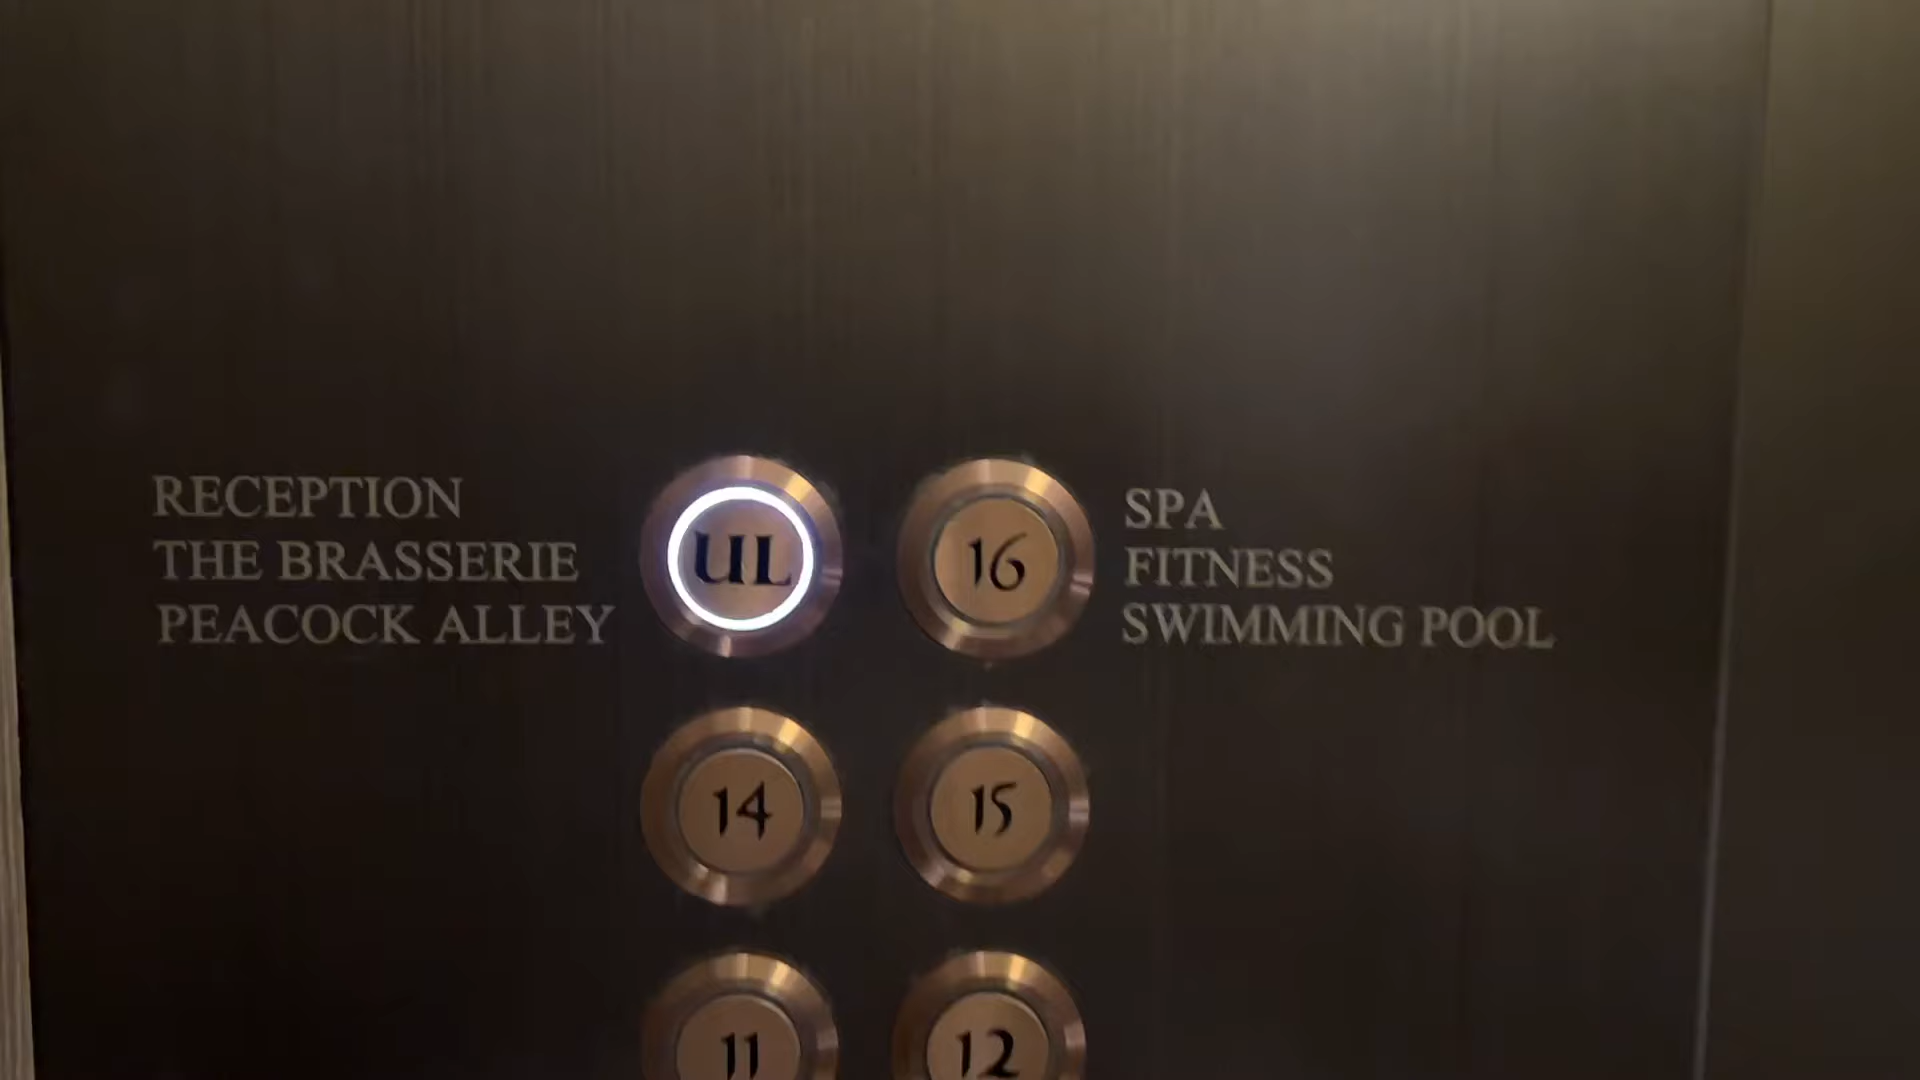 RECEPTION
THE BRASSERIE
PEACOCK ALLEY
UL
16
SPA
FITNESS
SWIMMING POOL
14
15
11
12